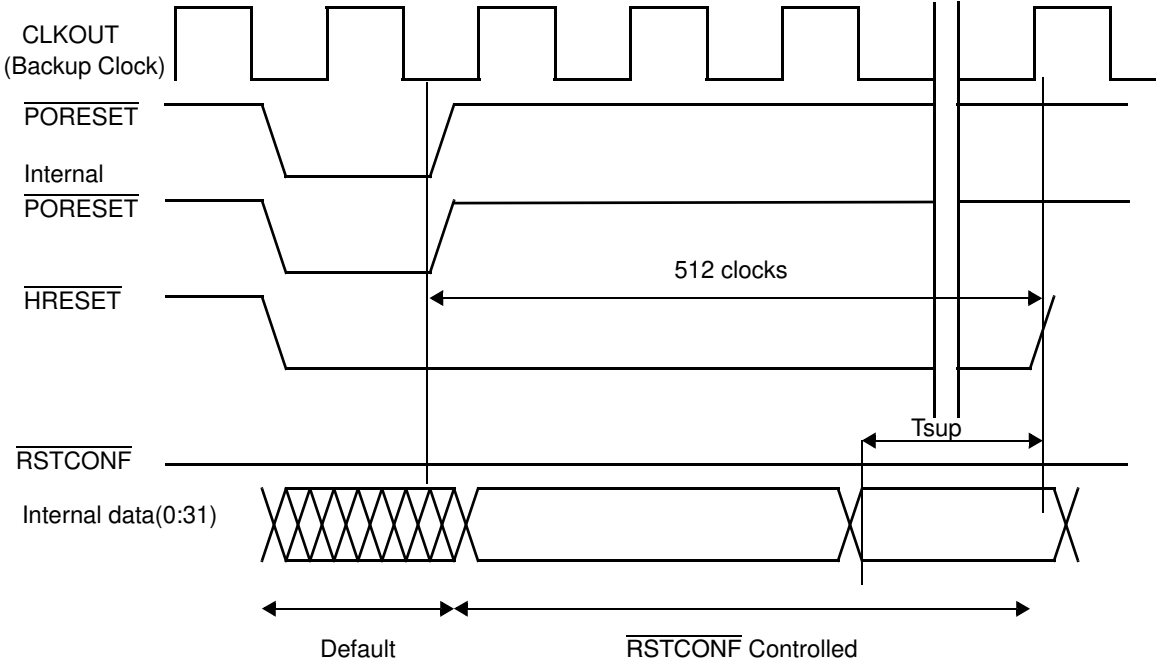 CLKOUT
(Backup Clock)
PORESET
Internal
PORESET
512 clocks
HRESET
Tsup
RSTCONF
Internal data(0:31)
Default
RSTCONF Controlled